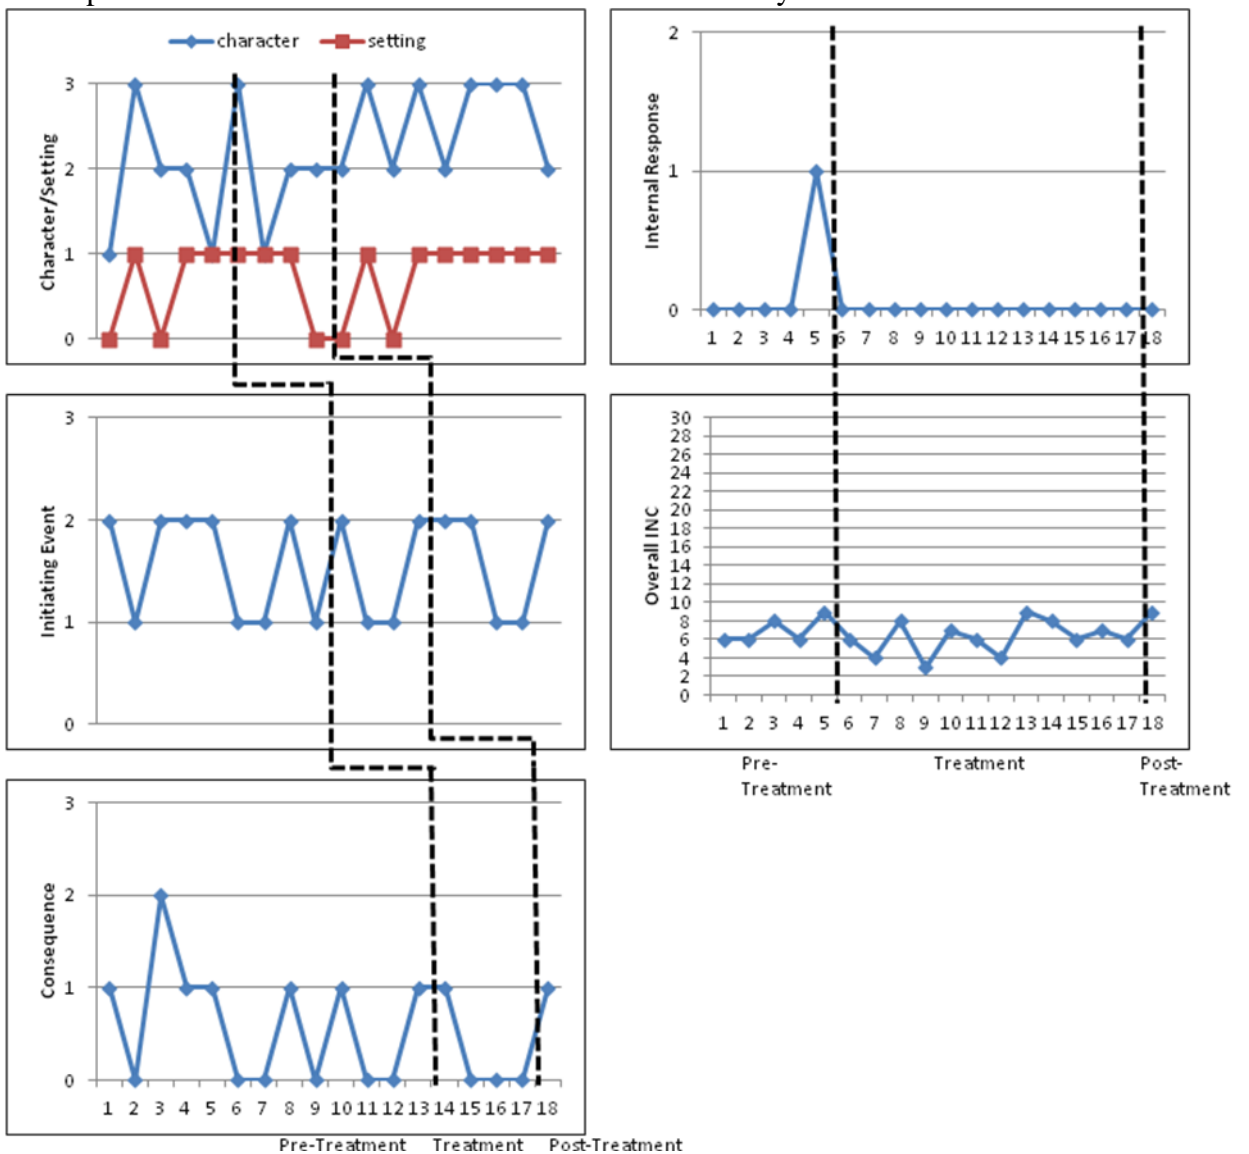 character setting
Character/Setting
3
2
1
0
Initiating Event
3
2
1
0
Consequence
3
2
1
0
1 2 3 4 5 6 7 8 9 10 11 12 13 14 15 16 17 18
Pre-Treatment Treatment Post-Treatment
Internal Response
2
1
0
1 2 3 4 5 6 7 8 9 10 11 12 13 14 15 16 17 18
Overall INC
30
28
26
24
22
20
18
16
14
12
10
8
6
4
2
0
1 2 3 4 5 6 7 8 9 10 11 12 13 14 15 16 17 18
Pre-
Treatment
Treatment
Post-
Treatment